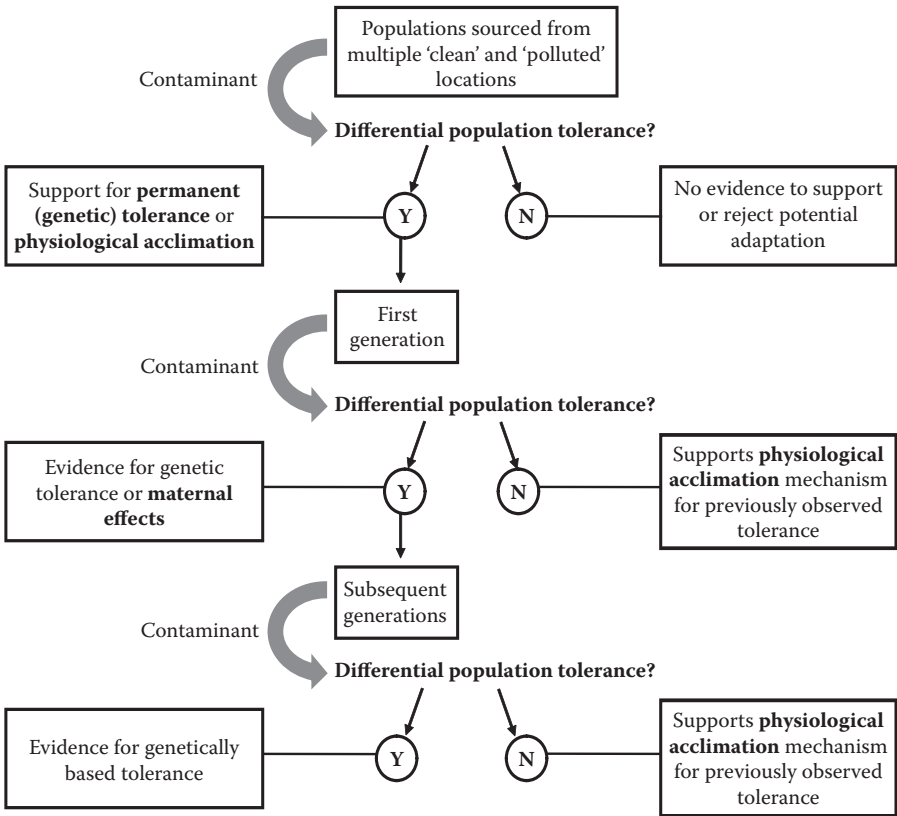 Populations sourced from
multiple ‘clean’ and ‘polluted’
locations
Contaminant
Differential population tolerance?
Support for permanent
(genetic) tolerance or
physiological acclimation
Y
N
No evidence to support
or reject potential
adaptation
First
generation
Contaminant
Differential population tolerance?
Evidence for genetic
tolerance or maternal
effects
Y
N
Supports physiological
acclimation mechanism
for previously observed
tolerance
Subsequent
generations
Contaminant
Differential population tolerance?
Evidence for genetically
based tolerance
Y
N
Supports physiological
acclimation mechanism
for previously observed
tolerance